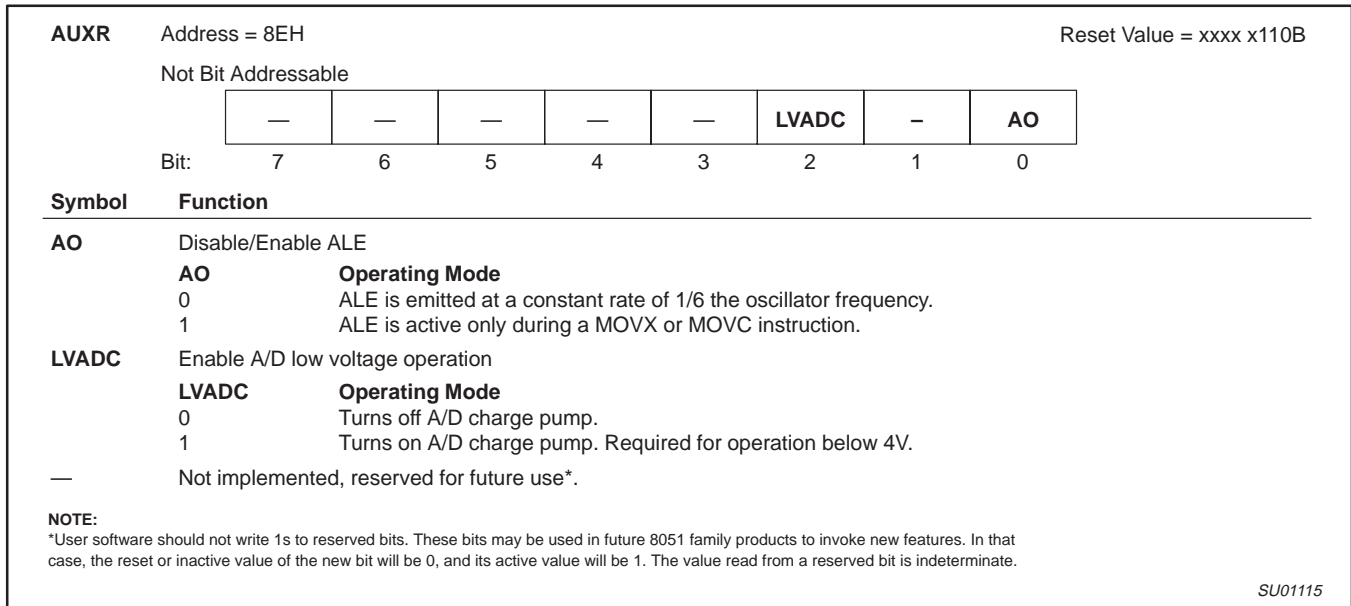 AUXR Address = 8EH Reset Value = xxxx x110B
Not Bit Addressable
— — — — — LVADC – AO
Bit: 7 6 5 4 3 2 1 0
Symbol Function
AO Disable/Enable ALE
AO Operating Mode
0 ALE is emitted at a constant rate of 1/6 the oscillator frequency.
1 ALE is active only during a MOVX or MOVC instruction.
LVADC Enable A/D low voltage operation
LVADC Operating Mode
0 Turns off A/D charge pump.
1 Turns on A/D charge pump. Required for operation below 4V.
— Not implemented, reserved for future use*.
NOTE:
*User software should not write 1s to reserved bits. These bits may be used in future 8051 family products to invoke new features. In that
case, the reset or inactive value of the new bit will be 0, and its active value will be 1. The value read from a reserved bit is indeterminate.
SU01115